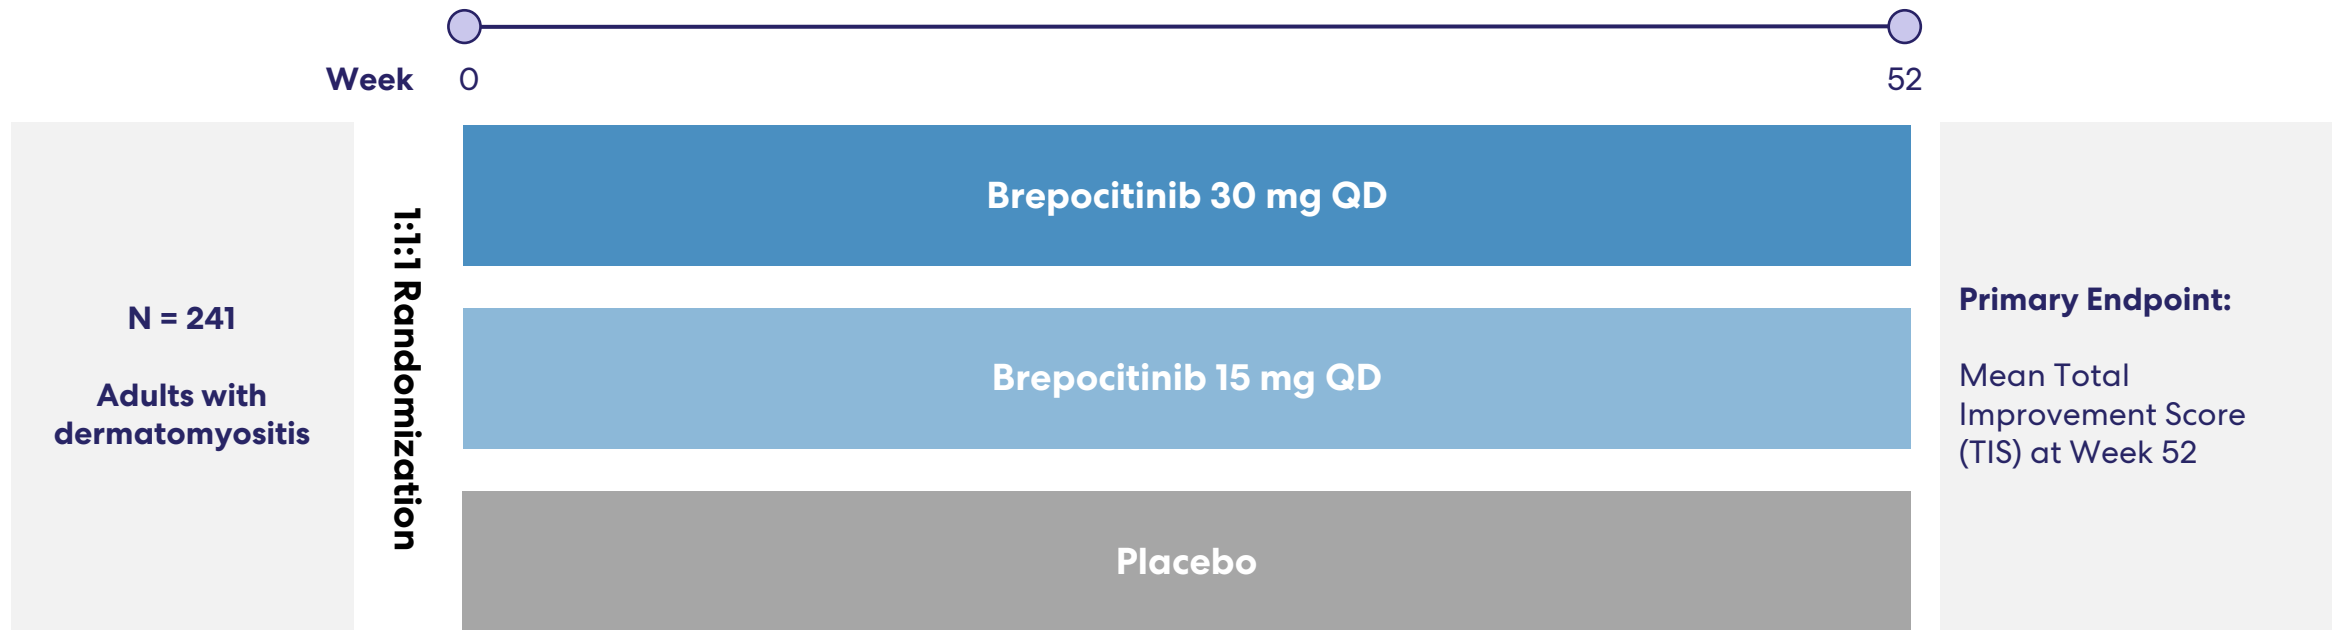 Week 0 52
N = 241
Adults with
dermatomyositis
1:1:1 Randomization
Brepocitinib 30 mg QD
Brepocitinib 15 mg QD
Placebo
Primary Endpoint:
Mean Total
Improvement Score
(TIS) at Week 52